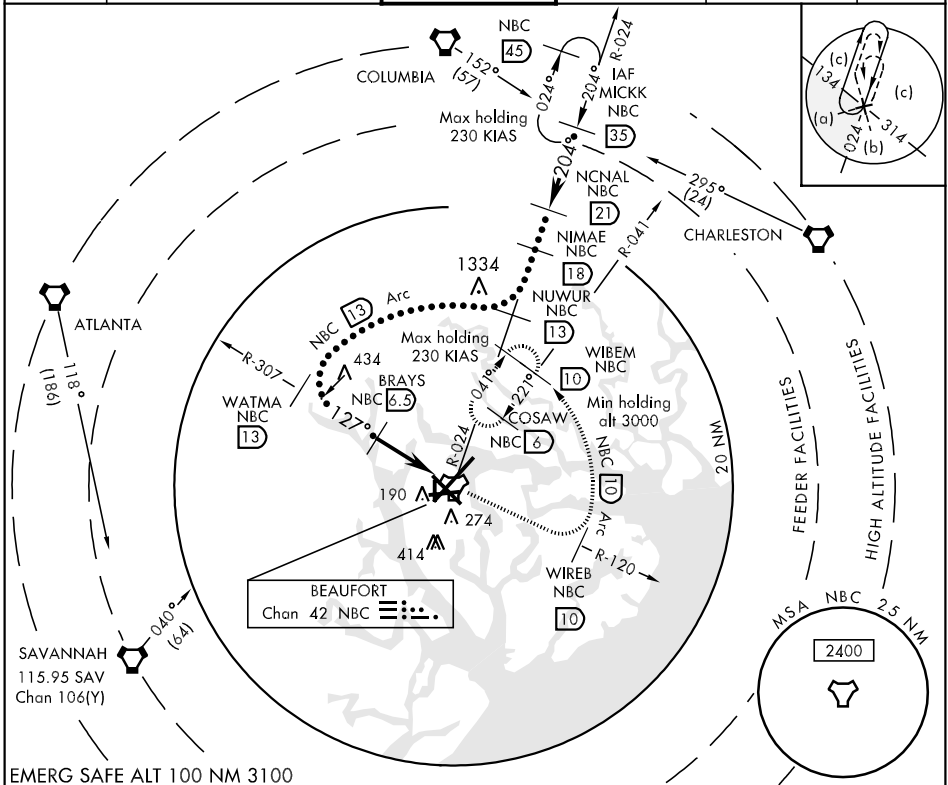 NBC
45
R-024
COLUMBIA
152°
(57)
024°
204°
IAF
MICKK
NBC
35
Max holding
230 KIAS
204°
(c)
134
(c)
(a)
024
(b)
314
NCNAL
NBC
21
295°
(24)
CHARLESTON
R-041
NIMAE
NBC
18
1334
NUWUR
NBC
13
NBC 13 Arc
ATLANTA
118°
(186)
R-307
434
Max holding
230 KIAS
WIBEM
NBC
10
BRAYS
NBC 6.5
041°
221°
Min holding
alt 3000
WATMA
NBC
13
127°
COSAW
NBC 6
R-024
NBC 10 Arc
20 NM
FEEDER FACILITIES
HIGH ALTITUDE FACILITIES
190
274
414
R-120
WIREB
NBC
10
BEAUFORT
Chan 42 NBC
040°
(64)
SAVANNAH
115.95 SAV
Chan 106(Y)
MSA NBC 25 NM
2400
EMERG SAFE ALT 100 NM 3100